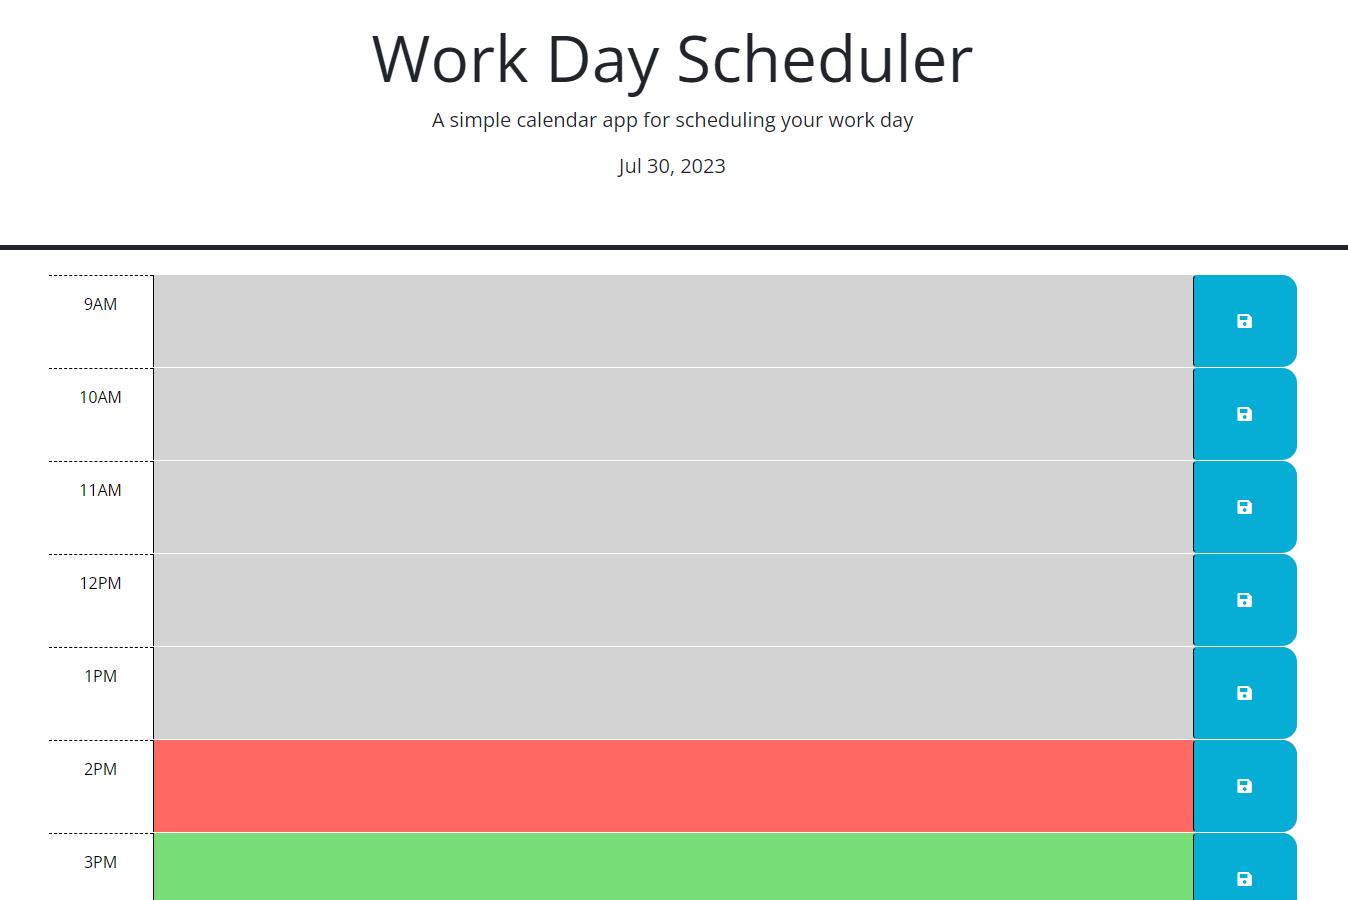 Work Day Scheduler
A simple calendar app for scheduling your work day
Jul 30, 2023
9AM
10AM
11AM
12PM
1PM
2PM
3PM